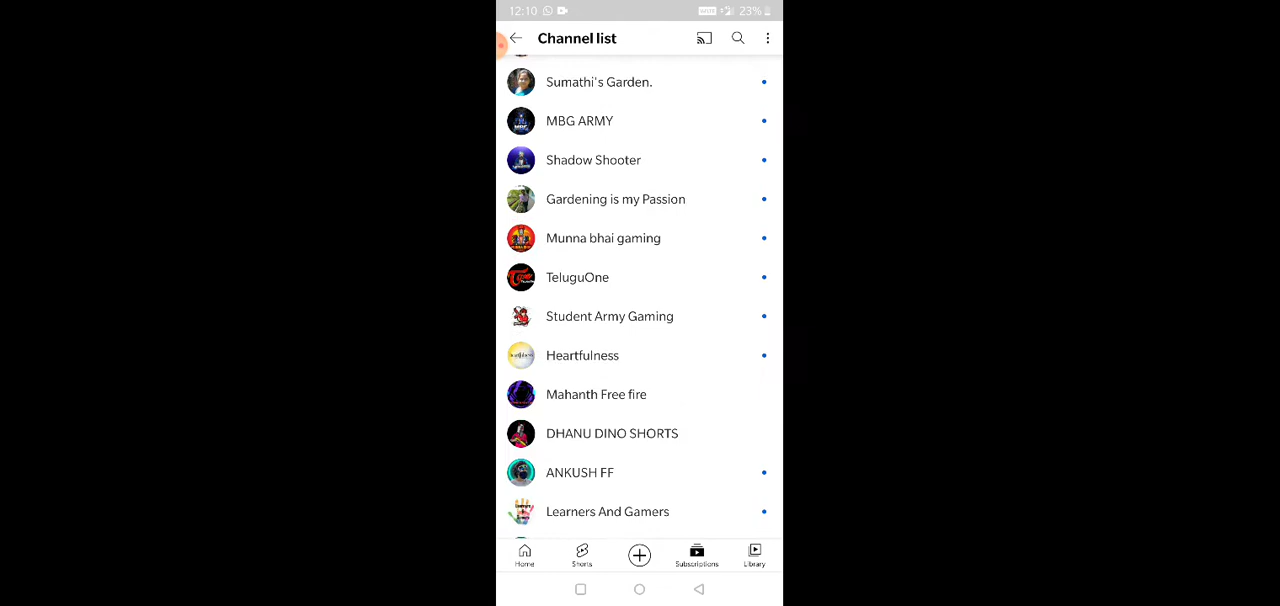 12:10 23%
Channel list
Sumathi's Garden.
MBG ARMY
Shadow Shooter
Gardening is my Passion
Munna bhai gaming
TeluguOne
Student Army Gaming
Heartfulness
Mahanth Free fire
DHANU DINO SHORTS
ANKUSH FF
Learners And Gamers
Home Shorts Subscriptions Library